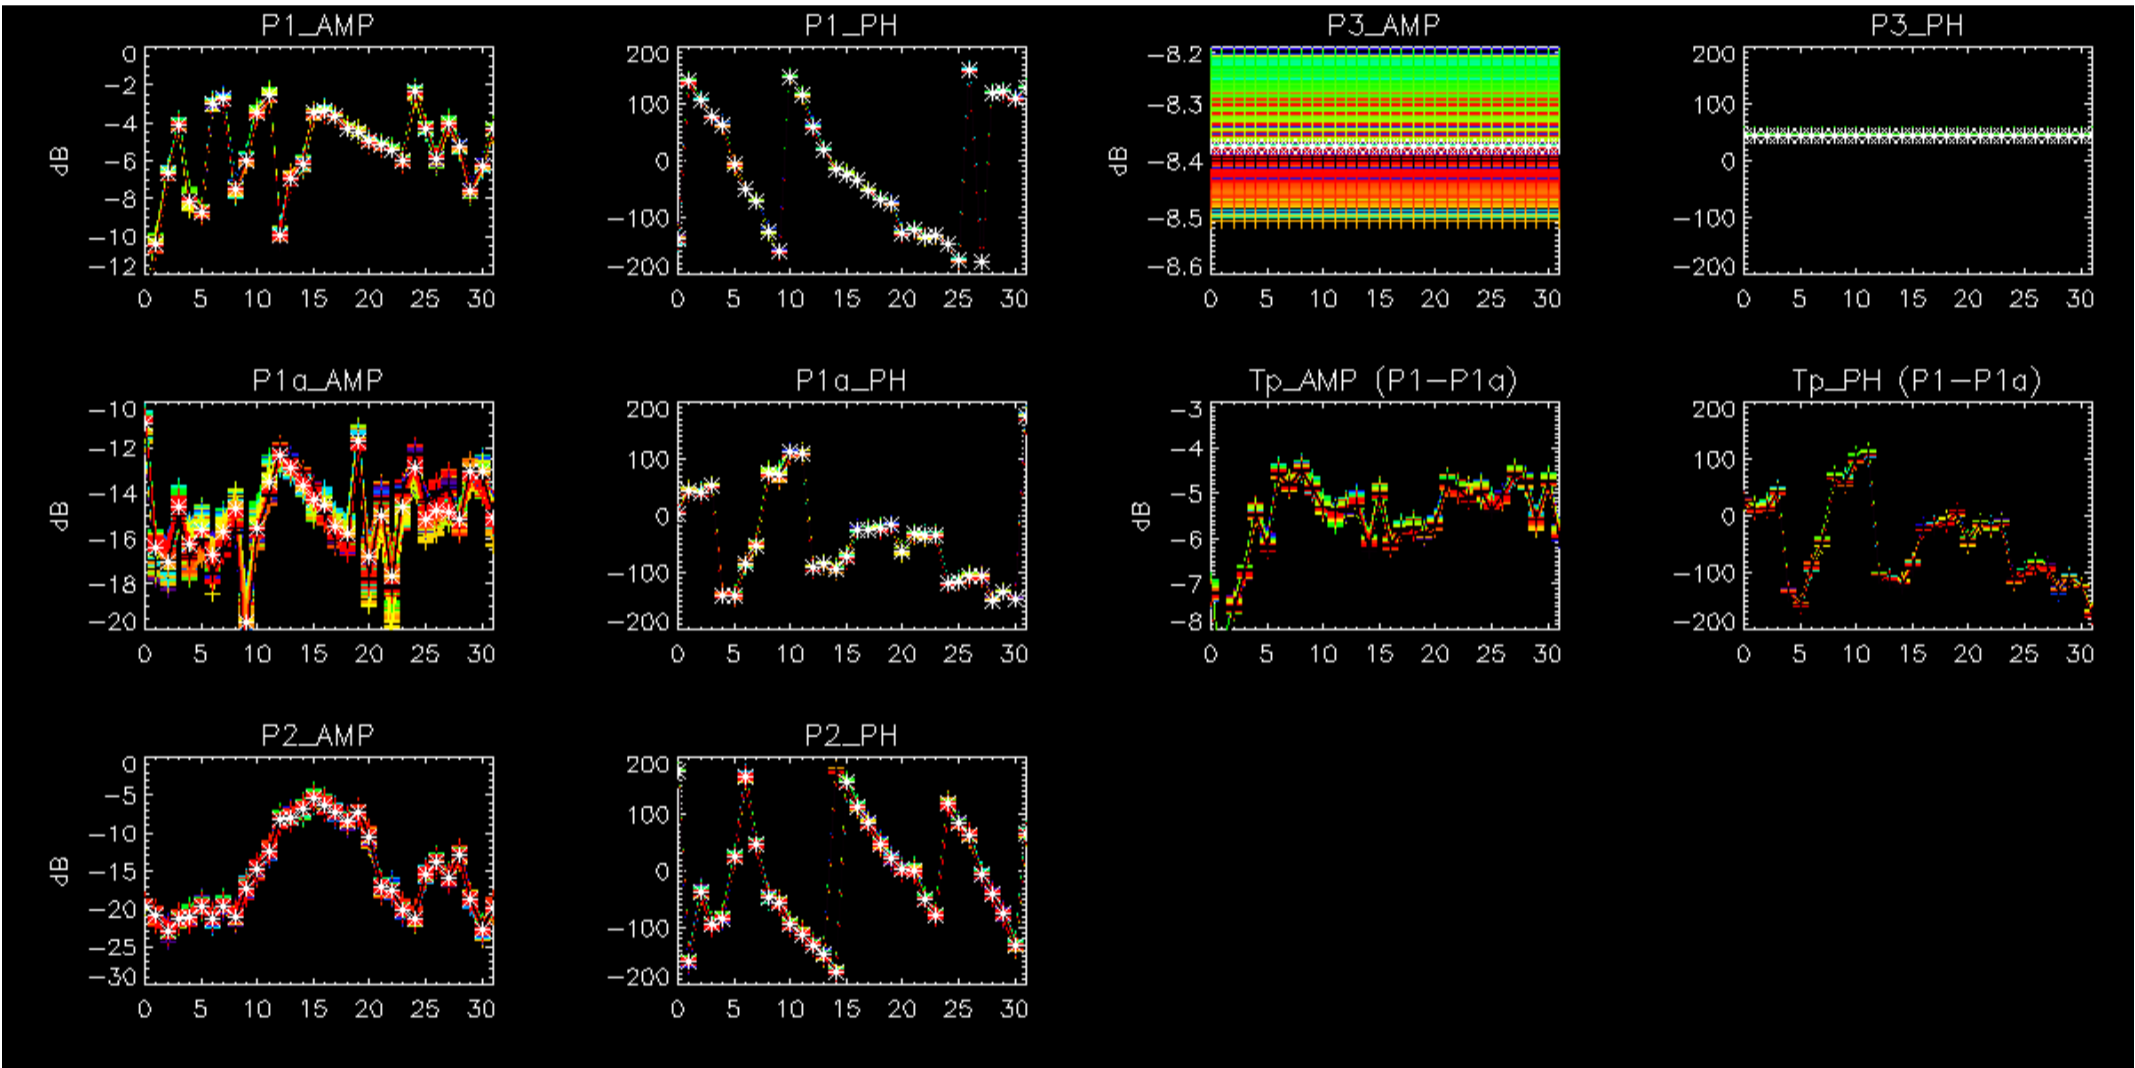 P1_AMP
P1_PH
P3_AMP
P3_PH
dB
0
−2
−4
−6
−8
−10
−12
0 5 10 15 20 25 30
200
100
0
−100
−200
0 5 10 15 20 25 30
dB
−8.2
−8.3
−8.4
−8.5
−8.6
0 5 10 15 20 25 30
200
100
0
−100
−200
0 5 10 15 20 25 30
P1a_AMP
P1a_PH
Tp_AMP (P1−P1a)
Tp_PH (P1−P1a)
dB
−10
−12
−14
−16
−18
−20
0 5 10 15 20 25 30
200
100
0
−100
−200
0 5 10 15 20 25 30
dB
−3
−4
−5
−6
−7
−8
0 5 10 15 20 25 30
200
100
0
−100
−200
0 5 10 15 20 25 30
P2_AMP
P2_PH
dB
0
−5
−10
−15
−20
−25
−30
0 5 10 15 20 25 30
200
100
0
−100
−200
0 5 10 15 20 25 30